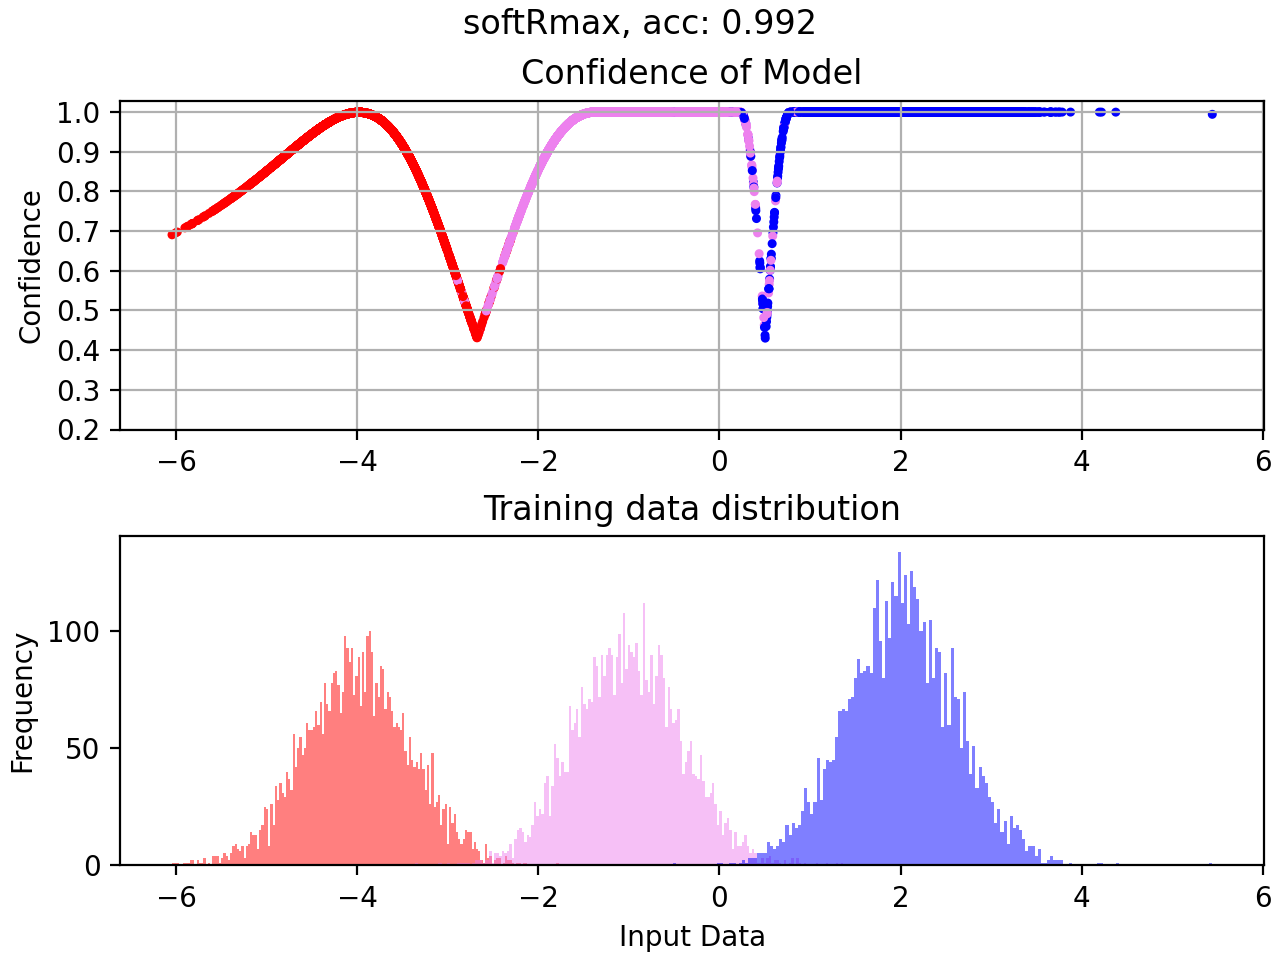 softRmax, acc: 0.992
Confidence of Model
Confidence
1.0
0.9
0.8
0.7
0.6
0.5
0.4
0.3
0.2
−6 −4 −2 0 2 4 6
Training data distribution
Frequency
100
50
0
−6 −4 −2 0 2 4 6
Input Data